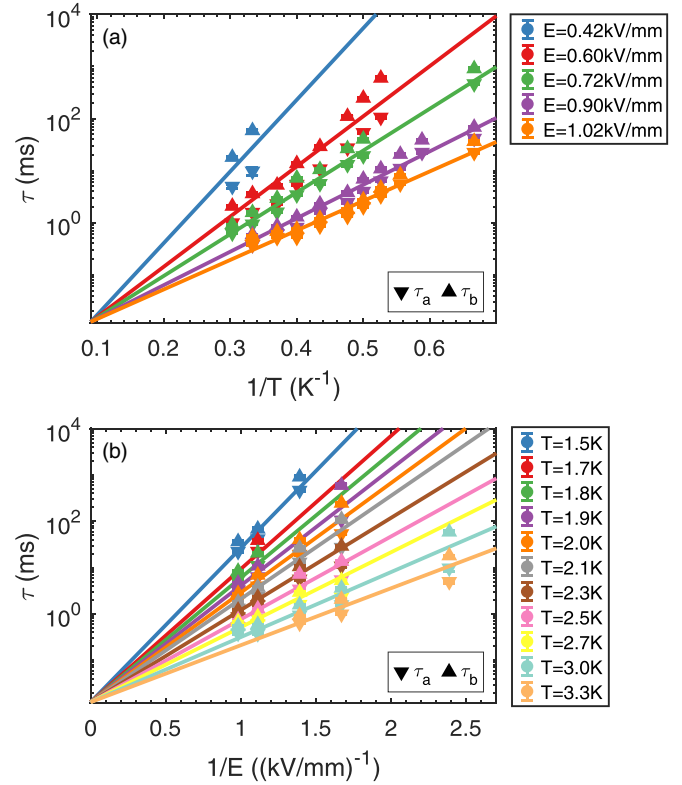 (a)
10^4
10^2
10^0
τ (ms)
0.1 0.2 0.3 0.4 0.5 0.6
1/T (K^-1)
τ_a τ_b
E=0.42kV/mm
E=0.60kV/mm
E=0.72kV/mm
E=0.90kV/mm
E=1.02kV/mm
(b)
10^4
10^2
10^0
τ (ms)
0 0.5 1 1.5 2 2.5
1/E ((kV/mm)^-1)
τ_a τ_b
T=1.5K
T=1.7K
T=1.8K
T=1.9K
T=2.0K
T=2.1K
T=2.3K
T=2.5K
T=2.7K
T=3.0K
T=3.3K